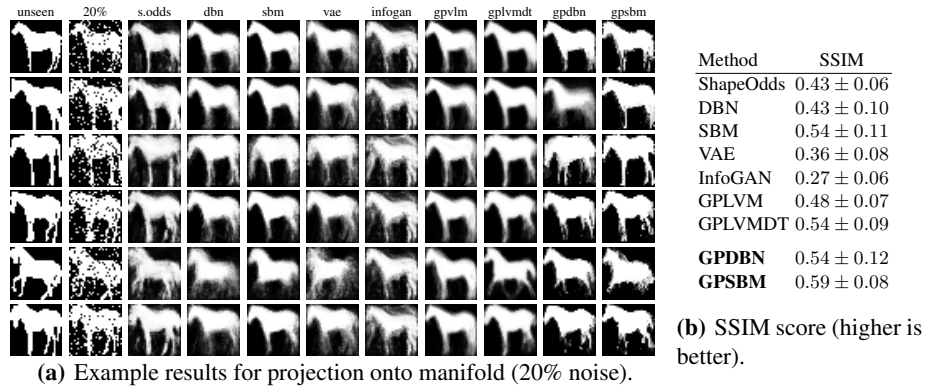 unseen 20% s.odds dbn sbm vae infogan gpvlm gplvmdt gpdbn gpsbm
(a) Example results for projection onto manifold (20% noise).
Method SSIM
ShapeOdds 0.43 ± 0.06
DBN 0.43 ± 0.10
SBM 0.54 ± 0.11
VAE 0.36 ± 0.08
InfoGAN 0.27 ± 0.06
GPLVM 0.48 ± 0.07
GPLVMDT 0.54 ± 0.09
GPDBN 0.54 ± 0.12
GPSBM 0.59 ± 0.08
(b) SSIM score (higher is
better).